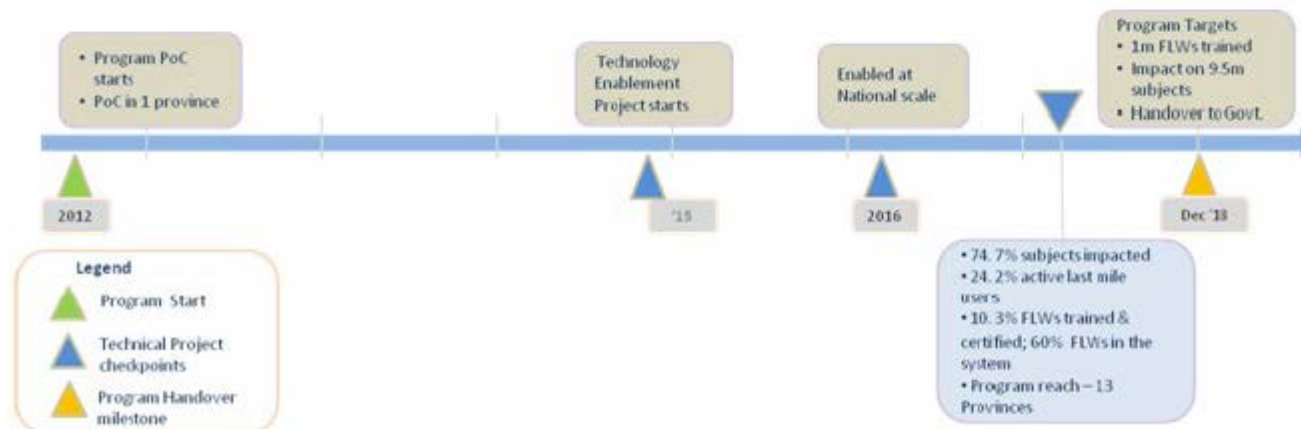 • Program PoC
starts
• PoC in 1 province
Technology
Enablement
Project starts
Enabled at
National scale
Program Targets
• 1m FLWs trained
• Impact on 9.5m
subjects
• Handover to Govt.
2012
'15
2016
Dec '18
Legend
Program Start
Technical Project
checkpoints
Program Handover
milestone
• 74. 7% subjects impacted
• 24. 2% active last mile
users
• 10. 3% FLWs trained &
certified; 60% FLWs in the
system
• Program reach – 13
Provinces